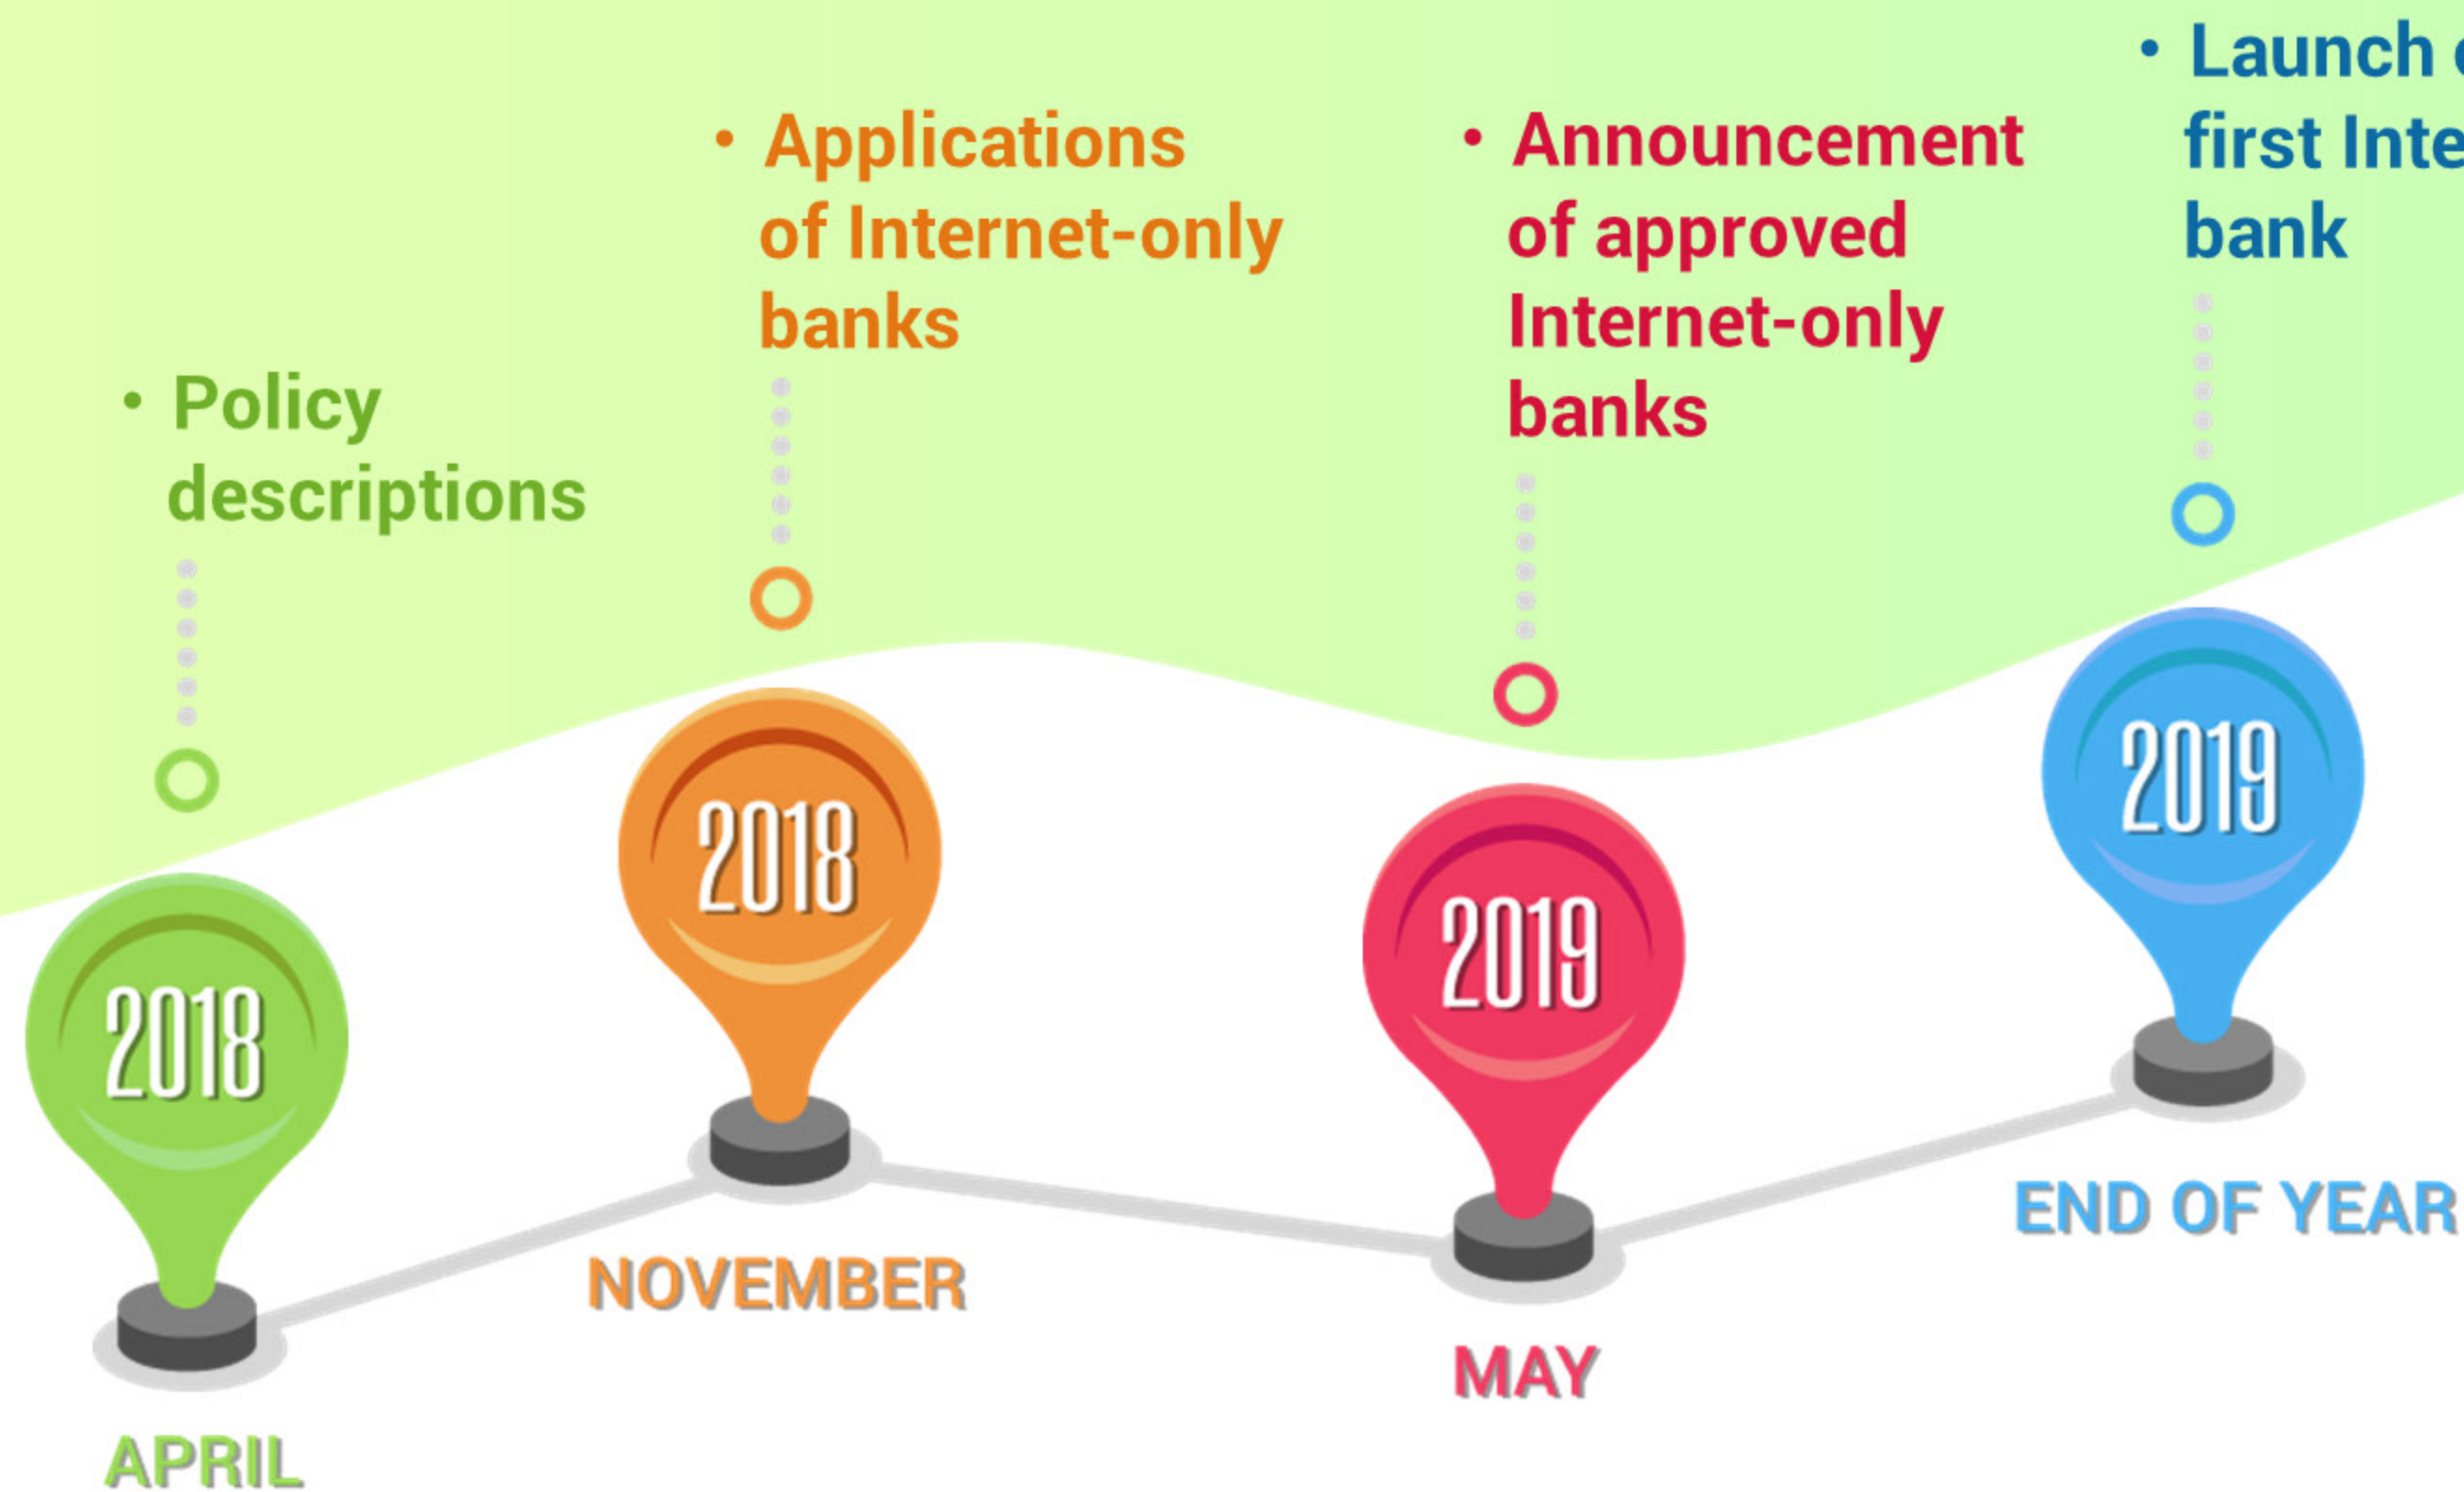 • Policy
descriptions
2018
APRIL
• Applications
of Internet-only
banks
2018
NOVEMBER
• Announcement
of approved
Internet-only
banks
2019
MAY
• Launch
first
bank
2019
END OF YEAR